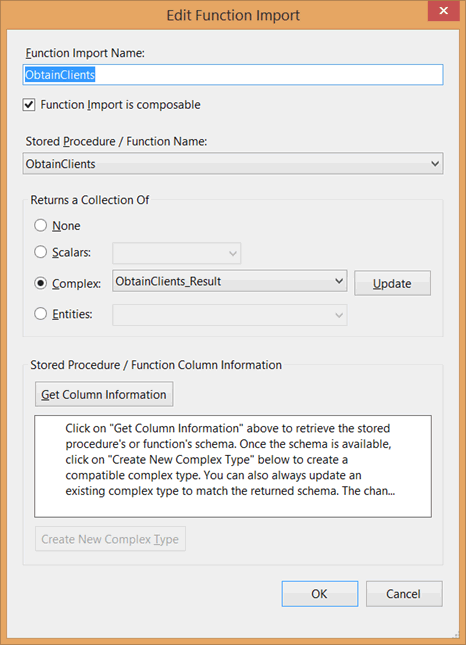 Edit Function Import
Function Import Name:
ObtainClients
Function Import is composable
Stored Procedure / Function Name:
ObtainClients
Returns a Collection Of
None
Scalars:
Complex:
ObtainClients_Result
Update
Entities:
Stored Procedure / Function Column Information
Get Column Information
Click on "Get Column Information" above to retrieve the stored
procedure's or function's schema. Once the schema is available,
click on "Create New Complex Type" below to create a
compatible complex type. You can also always update an
existing complex type to match the returned schema. The chan...
Create New Complex Type
OK
Cancel